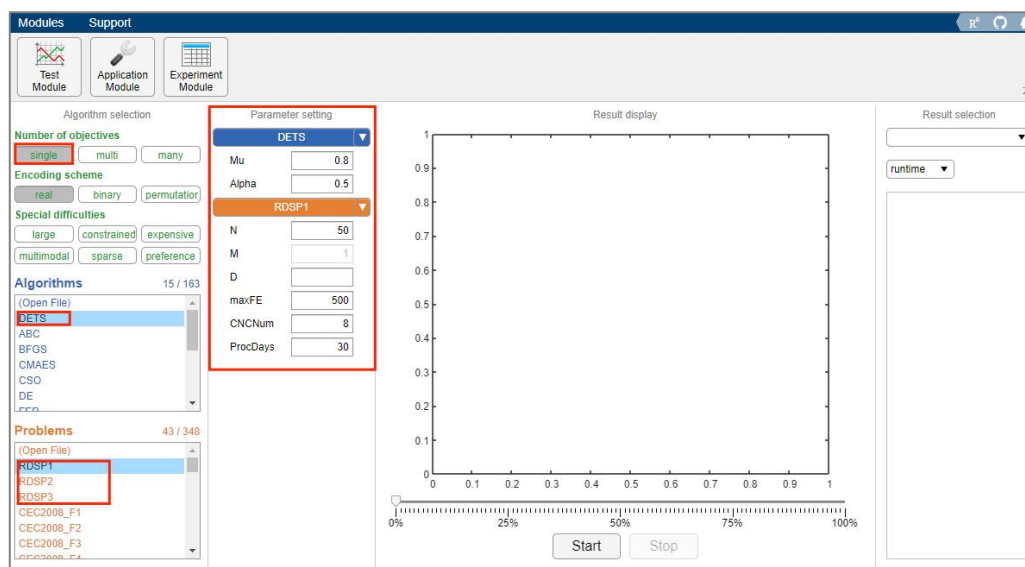 Modules Support
R⁶
Test Module
Application Module
Experiment Module
Algorithm selection
Number of objectives
single multi many
Encoding scheme
real binary permutation
Special difficulties
large constrained expensive
multimodal sparse preference
Algorithms 15 / 163
(Open File)
DETS
ABC
BFGS
CMAES
CSO
DE
Problems 43 / 348
(Open File)
RDSP1
RDSP2
RDSP3
CEC2008_F1
CEC2008_F2
CEC2008_F3
CEC2008_F4
Parameter setting
DETS
Mu 0.8
Alpha 0.5
RDSP1
N 50
M 1
D
maxFE 500
CNCNum 8
ProcDays 30
Result display
1
0.9
0.8
0.7
0.6
0.5
0.4
0.3
0.2
0.1
0
0 0.1 0.2 0.3 0.4 0.5 0.6 0.7 0.8 0.9 1
0% 25% 50% 75% 100%
Start Stop
Result selection
runtime